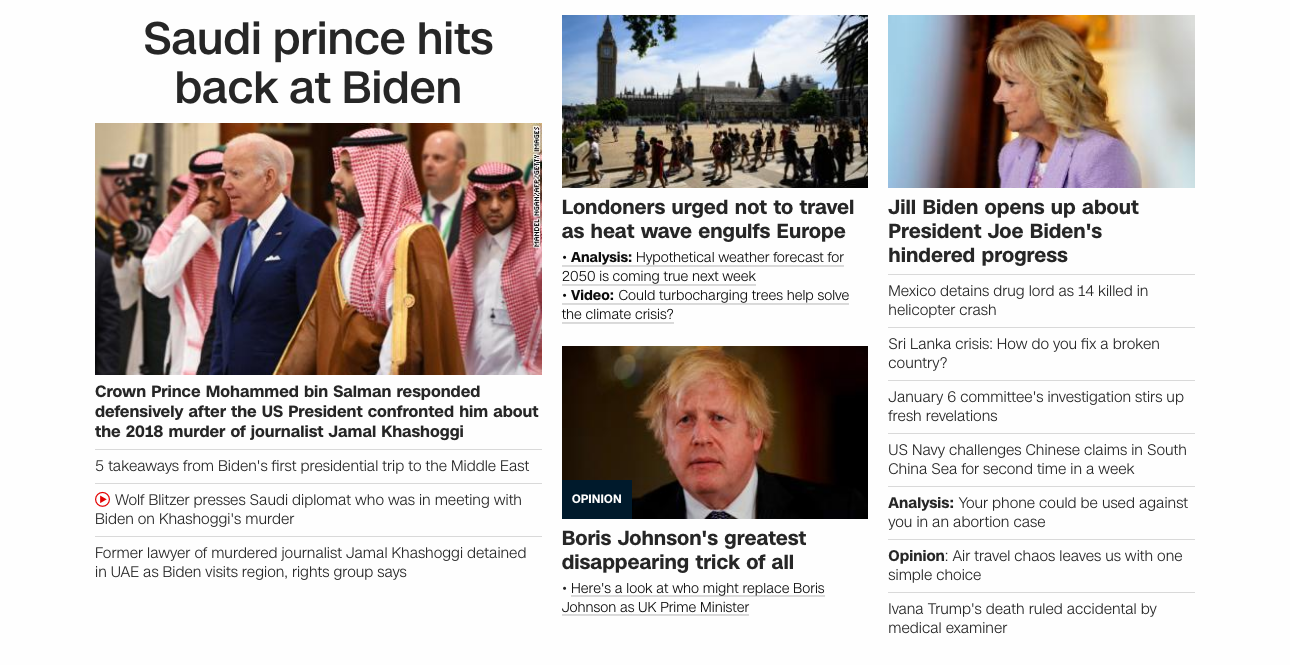 Saudi prince hits
back at Biden
MANDEL NGAN/AFP/GETTY IMAGES
Crown Prince Mohammed bin Salman responded
defensively after the US President confronted him about
the 2018 murder of journalist Jamal Khashoggi
5 takeaways from Biden's first presidential trip to the Middle East
Wolf Blitzer presses Saudi diplomat who was in meeting with
Biden on Khashoggi's murder
Former lawyer of murdered journalist Jamal Khashoggi detained
in UAE as Biden visits region, rights group says
Londoners urged not to travel
as heat wave engulfs Europe
• Analysis: Hypothetical weather forecast for
2050 is coming true next week
• Video: Could turbocharging trees help solve
the climate crisis?
OPINION
Boris Johnson's greatest
disappearing trick of all
• Here's a look at who might replace Boris
Johnson as UK Prime Minister
Jill Biden opens up about
President Joe Biden's
hindered progress
Mexico detains drug lord as 14 killed in
helicopter crash
Sri Lanka crisis: How do you fix a broken
country?
January 6 committee's investigation stirs up
fresh revelations
US Navy challenges Chinese claims in South
China Sea for second time in a week
Analysis: Your phone could be used against
you in an abortion case
Opinion: Air travel chaos leaves us with one
simple choice
Ivana Trump's death ruled accidental by
medical examiner